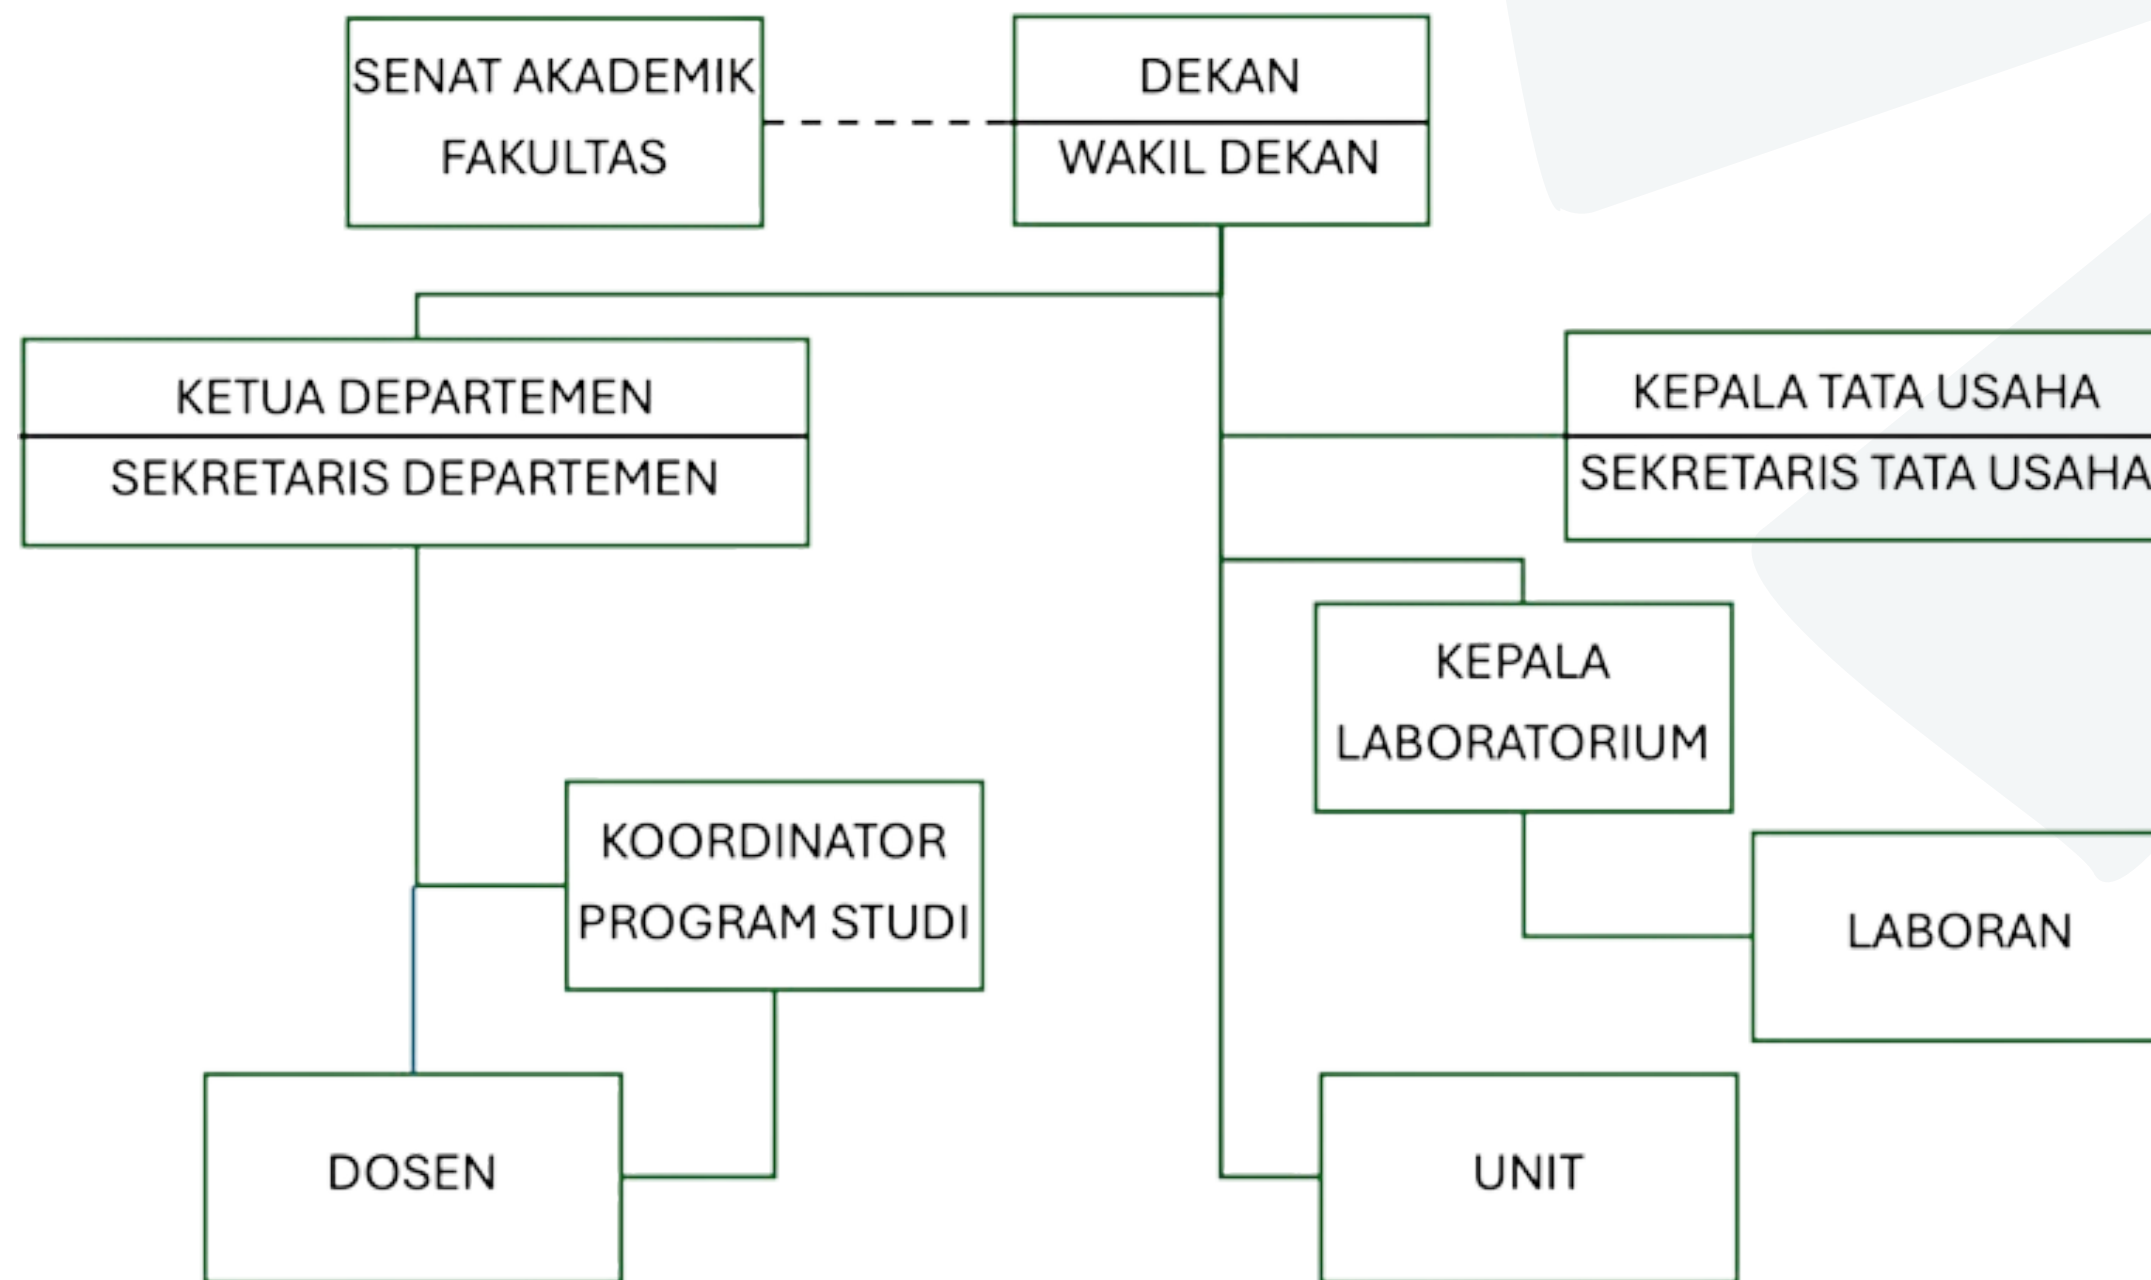 SENAT AKADEMIK
FAKULTAS
DEKAN
WAKIL DEKAN
KETUA DEPARTEMEN
SEKRETARIS DEPARTEMEN
KEPALA TATA USAHA
SEKRETARIS TATA USAHA
KEPALA
LABORATORIUM
KOORDINATOR
PROGRAM STUDI
LABORAN
DOSEN
UNIT